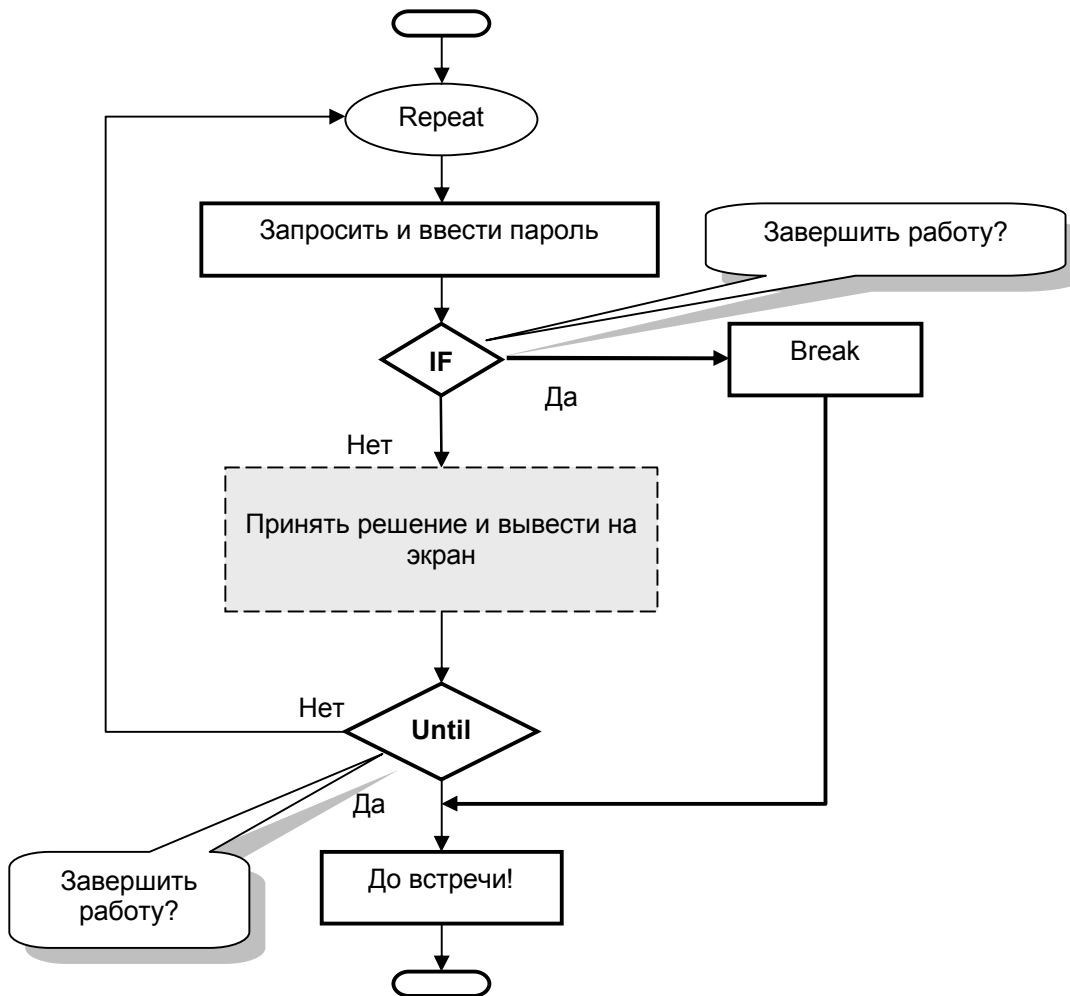 Repeat
Запросить и ввести пароль
Завершить работу?
IF
Break
Да
Нет
Принять решение и вывести на
экран
Нет
Until
Да
Завершить
работу?
До встречи!